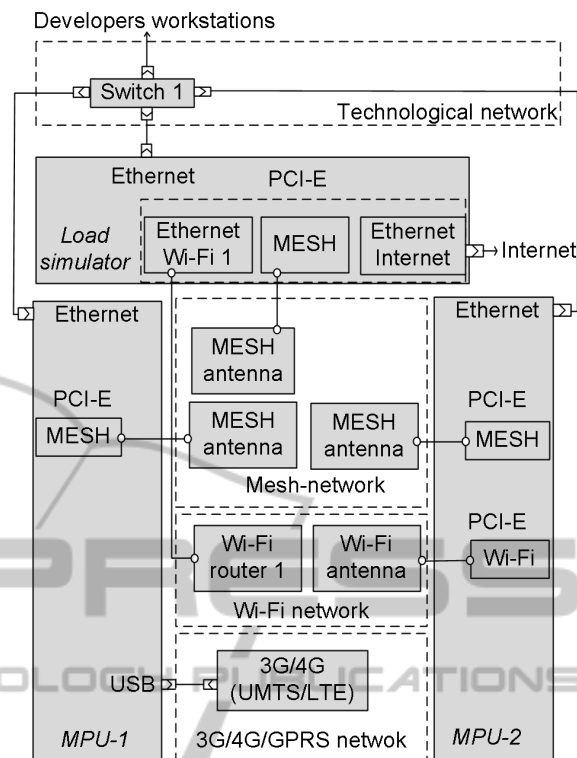 Developers workstations
Switch 1
Technological network
Ethernet
PCI-E
Load
simulator
Ethernet
Wi-Fi 1
MESH
Ethernet
Internet
Internet
Ethernet
Ethernet
MESH
antenna
PCI-E
MESH
MESH
antenna
MESH
antenna
PCI-E
MESH
Mesh-network
PCI-E
Wi-Fi
router 1
Wi-Fi
antenna
Wi-Fi
Wi-Fi network
PRESS
OLOGY PUBLICATIONS
USB
3G/4G
(UMTS/LTE)
MPU-1
3G/4G/GPRS netwok
MPU-2